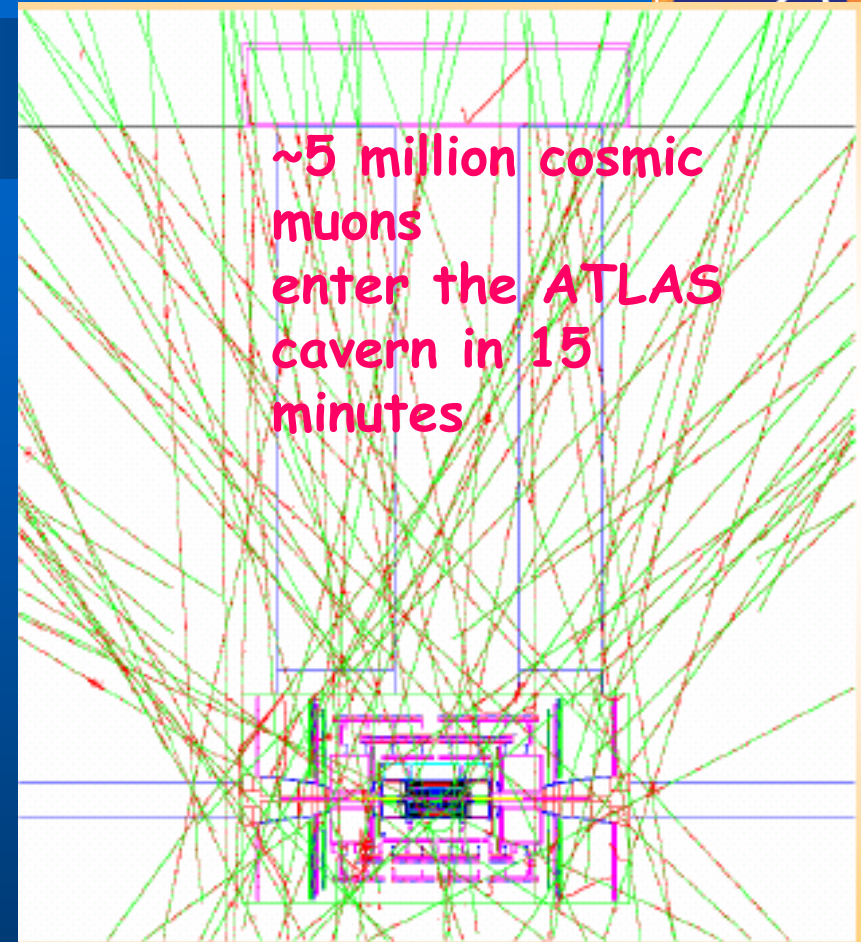 ~5 million cosmic
muons
enter the ATLAS
cavern in 15
minutes